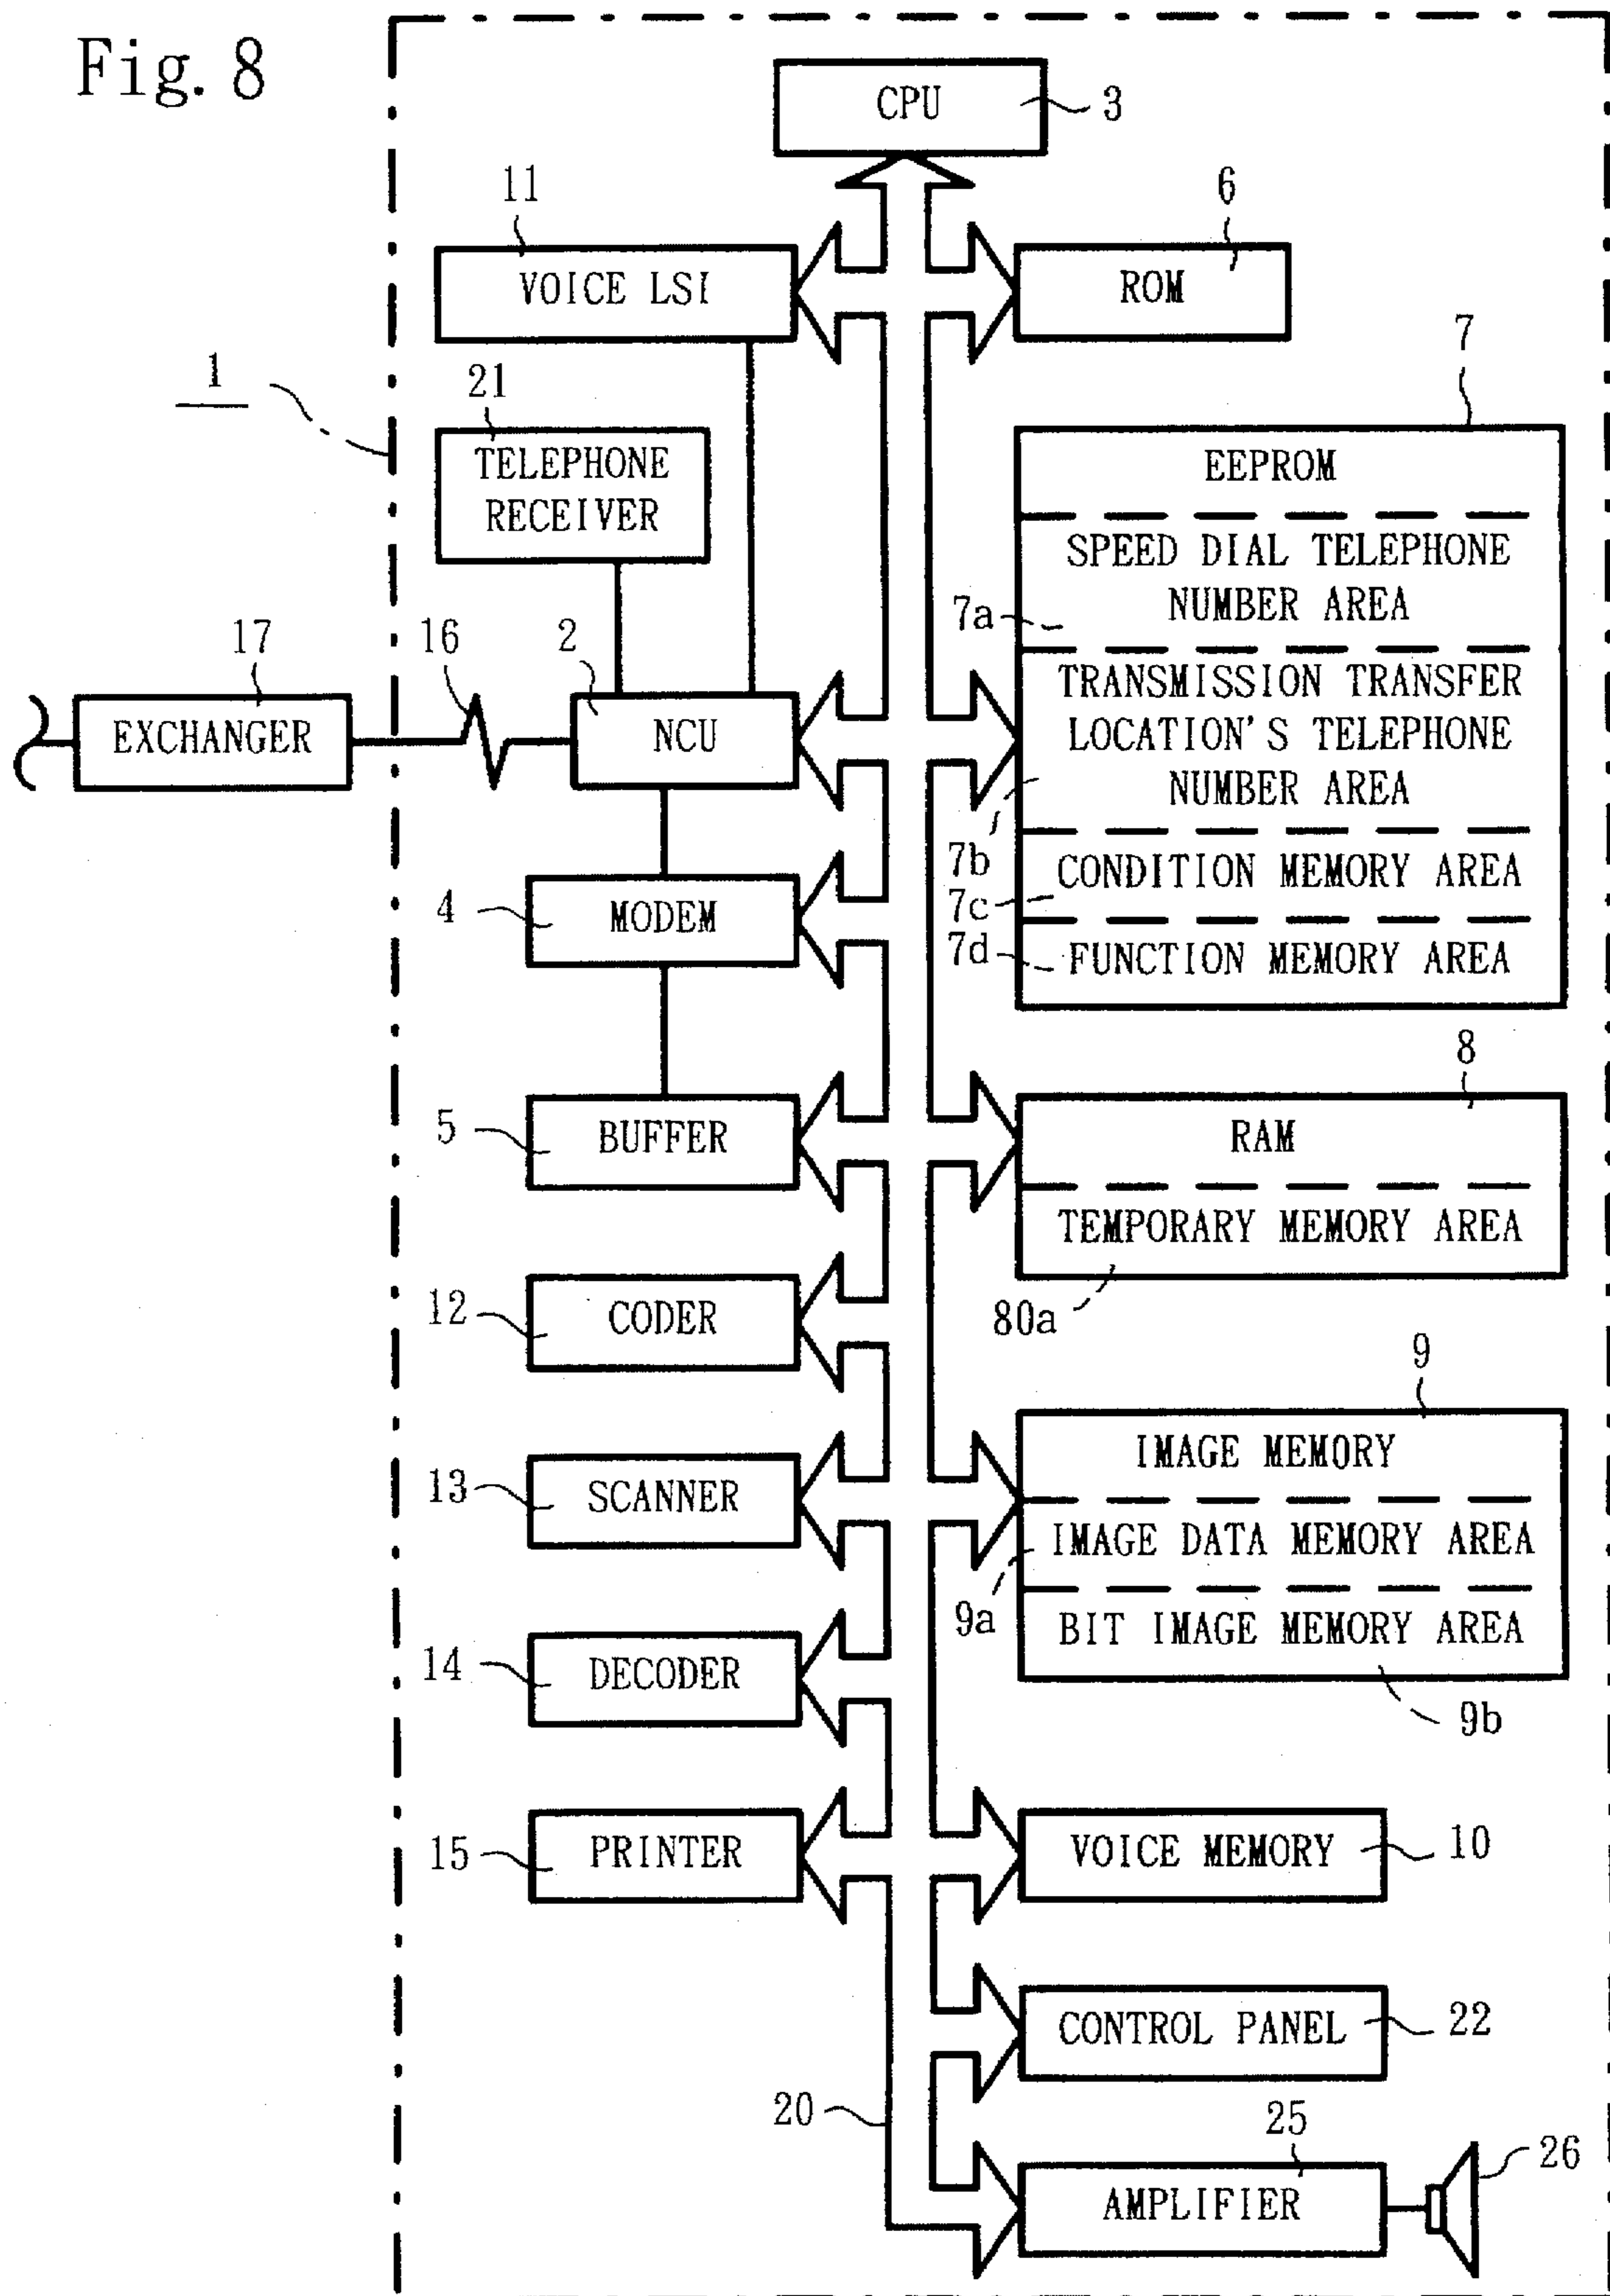 Fig. 8
CPU
3
11
VOICE LSI
6
ROM
1
21
TELEPHONE
RECEIVER
7
EEPROM
SPEED DIAL TELEPHONE
NUMBER AREA
7a
TRANSMISSION TRANSFER
LOCATION'S TELEPHONE
NUMBER AREA
7b
CONDITION MEMORY AREA
7c
7d
FUNCTION MEMORY AREA
17
EXCHANGER
16
2
NCU
4
MODEM
5
BUFFER
8
RAM
TEMPORARY MEMORY AREA
80a
12
CODER
13
SCANNER
9
IMAGE MEMORY
IMAGE DATA MEMORY AREA
9a
BIT IMAGE MEMORY AREA
9b
14
DECODER
15
PRINTER
VOICE MEMORY
10
CONTROL PANEL
22
20
25
AMPLIFIER
26